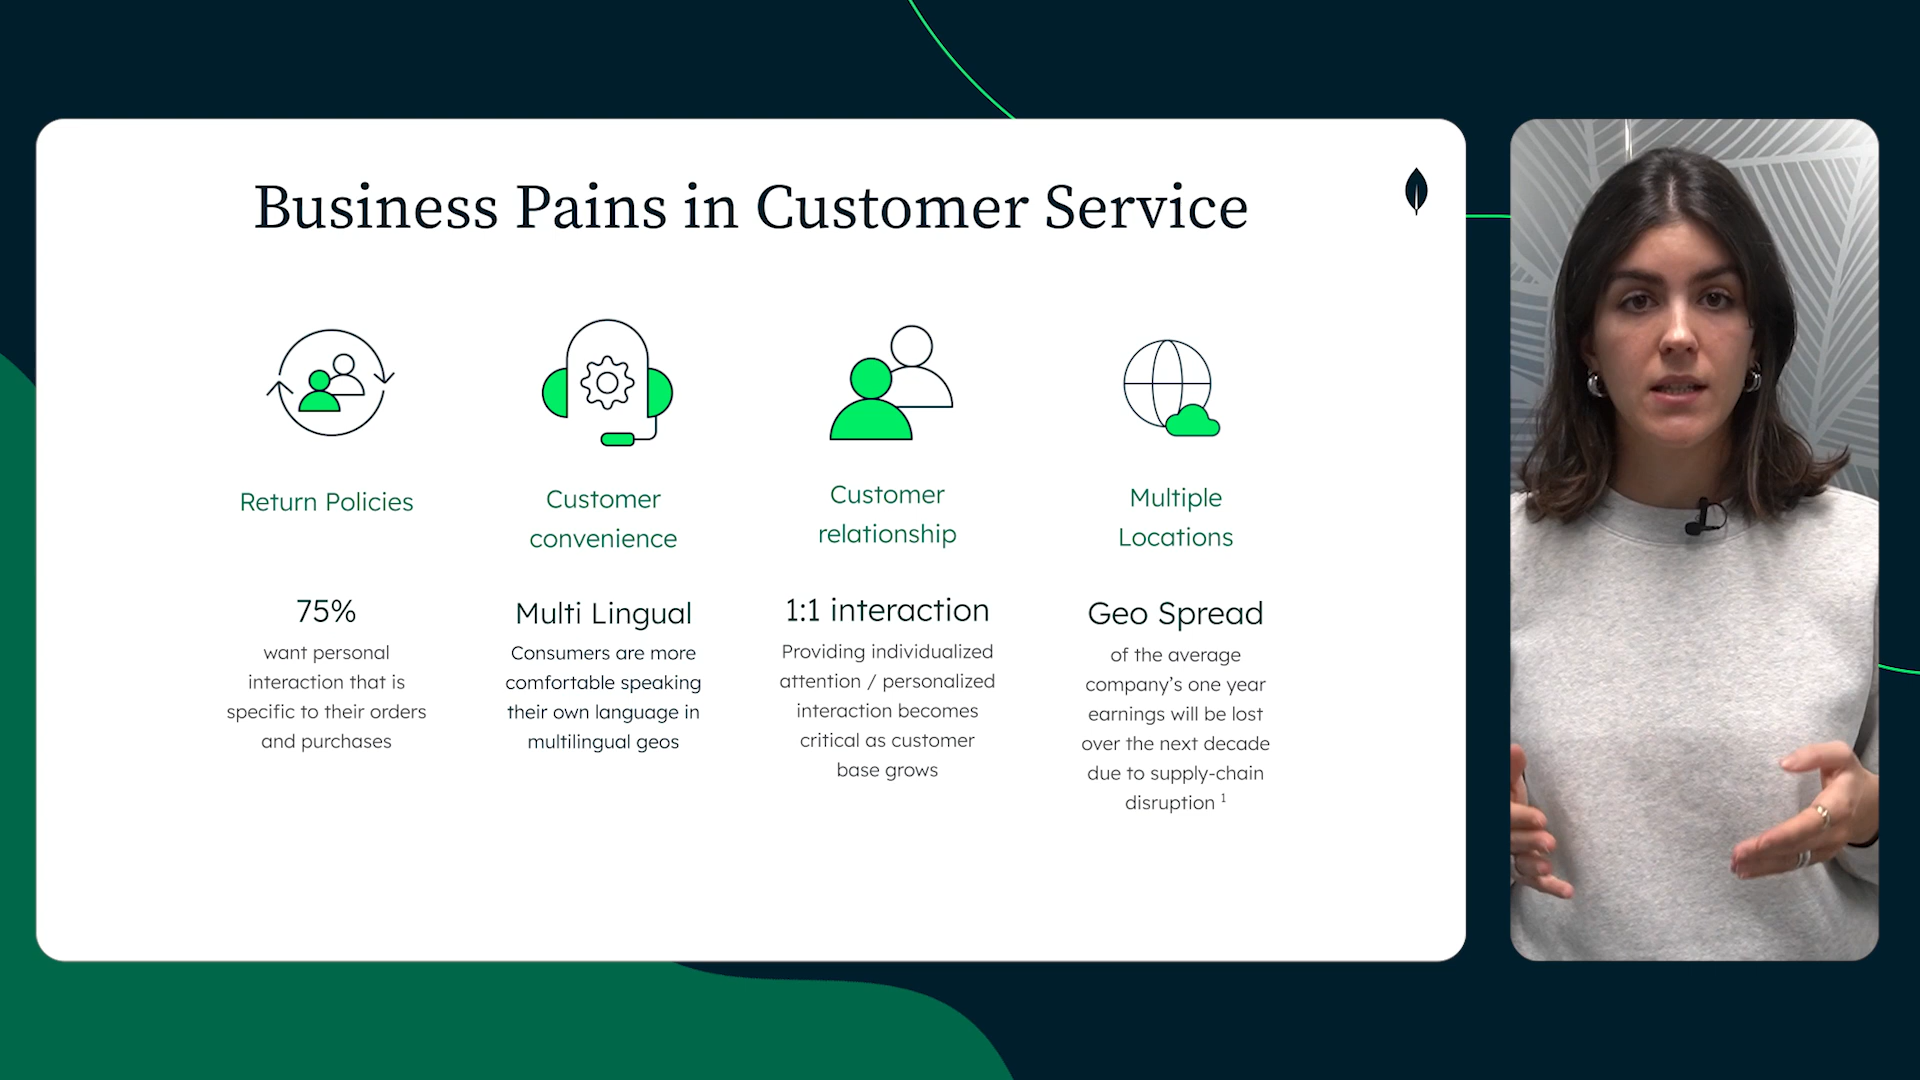 Business Pains in Customer Service
Return Policies
75%
want personal
interaction that is
specific to their orders
and purchases
Customer
convenience
Multi Lingual
Consumers are more
comfortable speaking
their own language in
multilingual geos
Customer
relationship
1:1 interaction
Providing individualized
attention / personalized
interaction becomes
critical as customer
base grows
Multiple
Locations
Geo Spread
of the average
company's one year
earnings will be lost
over the next decade
due to supply-chain
disruption 1